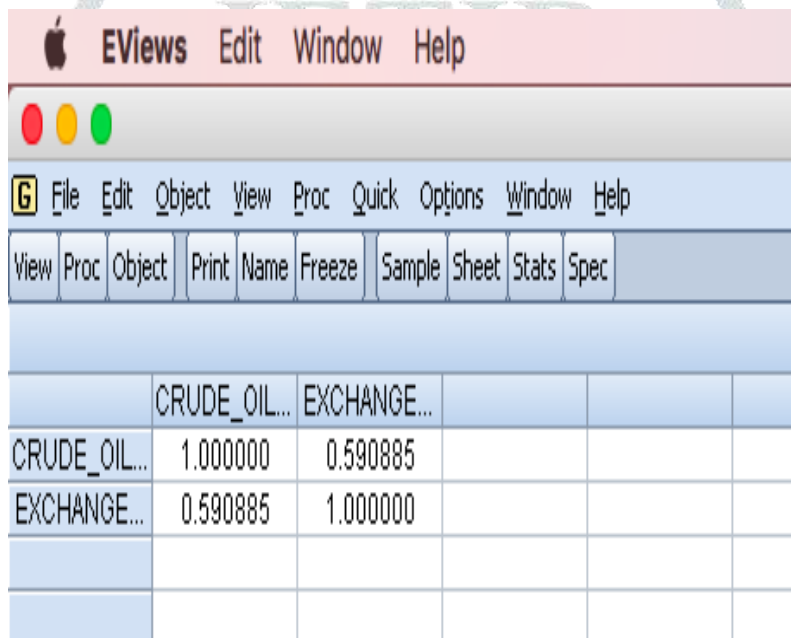 EViews Edit Window Help
G File Edit Object View Proc Quick Options Window Help
View Proc Object Print Name Freeze Sample Sheet Stats Spec
CRUDE_OIL... EXCHANGE...
CRUDE_OIL... 1.000000 0.590885
EXCHANGE... 0.590885 1.000000